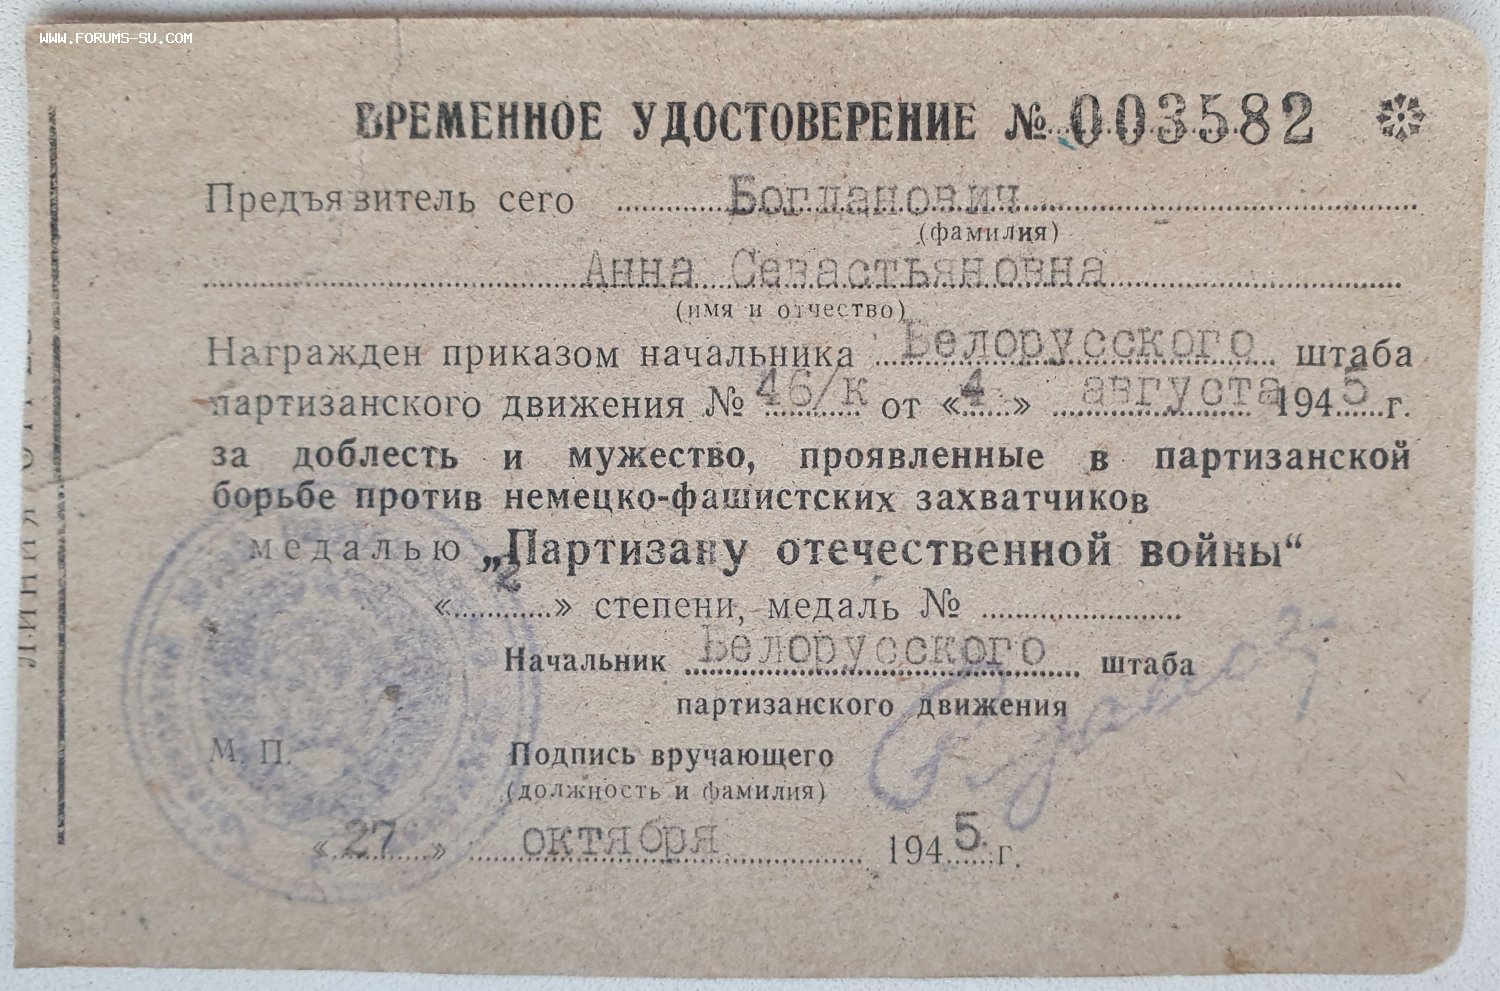 WWW.FORUMS-SU.COM
ВРЕМЕННОЕ УДОСТОВЕРЕНИЕ № 003582
Предъявитель сего Богданович
(фамилия)
Анна Севастьяновна
(имя и отчество)
Награжден приказом начальника Белорусского штаба
партизанского движения № 46/к от «4» августа 1945 г.
за доблесть и мужество, проявленные в партизанской
борьбе против немецко-фашистских захватчиков
медалью „Партизану отечественной войны“
«2» степени, медаль №
Начальник Белорусского штаба
партизанского движения
М. П.
Подпись вручающего
(должность и фамилия)
«27» октября 1945 г.
ЛИНИЯ